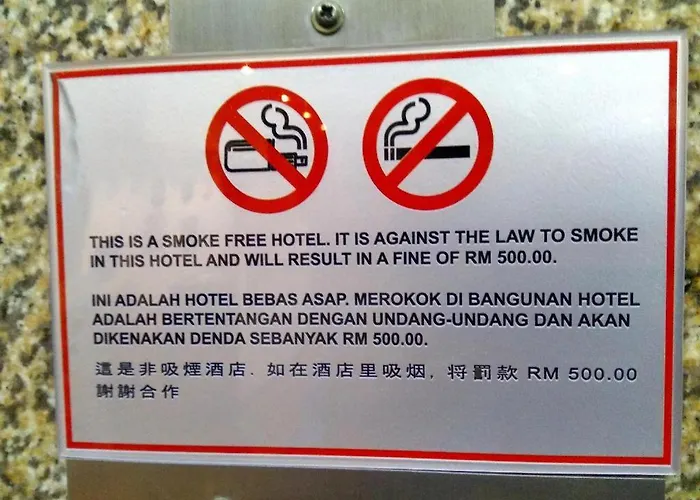 THIS IS A SMOKE FREE HOTEL. IT IS AGAINST THE LAW TO SMOKE
IN THIS HOTEL AND WILL RESULT IN A FINE OF RM 500.00.
INI ADALAH HOTEL BEBAS ASAP. MEROKOK DI BANGUNAN HOTEL
ADALAH BERTENTANGAN DENGAN UNDANG-UNDANG DAN AKAN
DIKENAKAN DENDA SEBANYAK RM 500.00.
這是非吸煙酒店. 如在酒店里吸烟, 将罰款 RM 500.00
謝謝合作